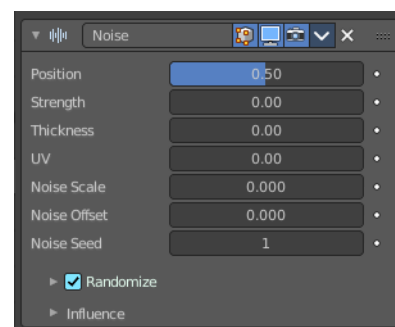 Noise
Position 0.50
Strength 0.00
Thickness 0.00
UV 0.00
Noise Scale 0.000
Noise Offset 0.000
Noise Seed 1
Randomize
Influence